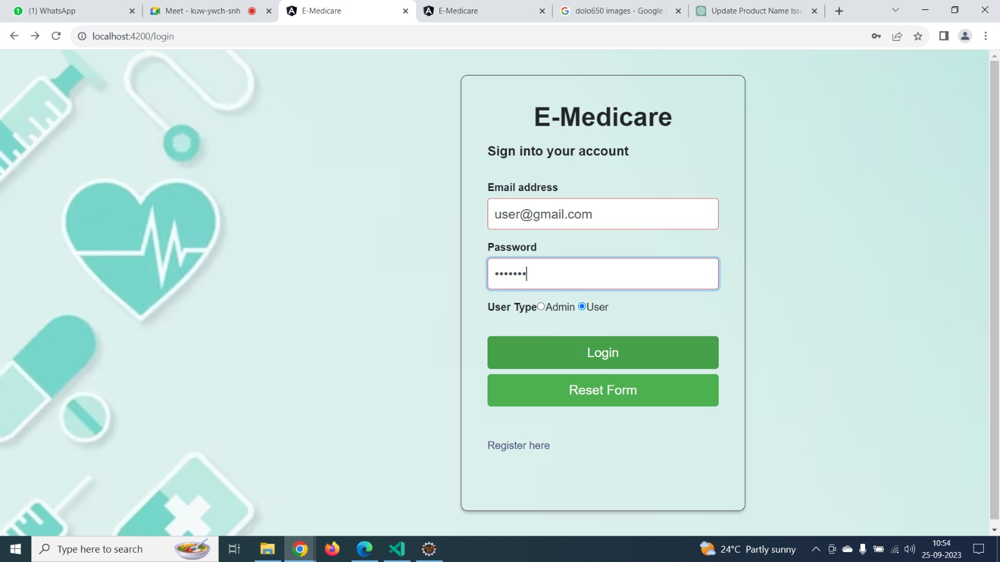 (1) WhatsApp
Meet - kuw-ywch-snh
E-Medicare
E-Medicare
dolo650 images - Google
Update Product Name Issu
localhost:4200/login
E-Medicare
Sign into your account
Email address
user@gmail.com
Password
•••••••
User Type Admin User
Login
Reset Form
Register here
Type here to search
24°C Partly sunny
10:54
25-09-2023